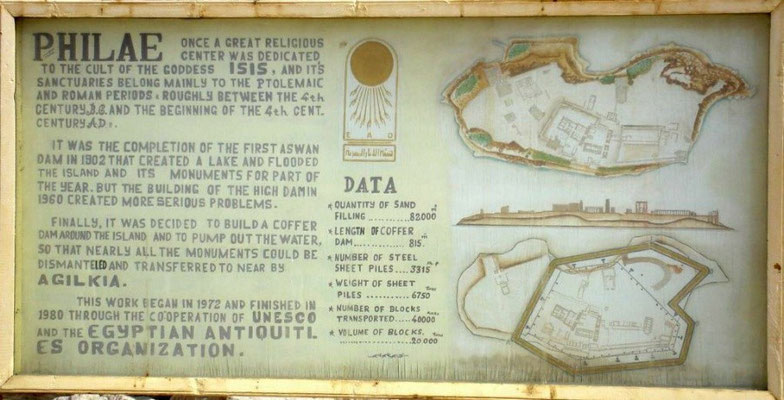 PHILAE ONCE A GREAT RELIGIOUS
CENTER WAS DEDICATED
TO THE CULT OF THE GODDESS ISIS, AND IT'S
SANCTUARIES BELONG MAINLY TO THE PTOLEMAIC
AND ROMAN PERIODS: ROUGHLY BETWEEN THE 4th
CENTURY B.C. AND THE BEGINNING OF THE 4th CENT.
CENTURY A.D.
IT WAS THE COMPLETION OF THE FIRST ASWAN
DAM IN 1902 THAT CREATED A LAKE AND FLOODED
THE ISLAND AND ITS MONUMENTS FOR PART OF
THE YEAR. BUT THE BUILDING OF THE HIGH DAM IN
1960 CREATED MORE SERIOUS PROBLEMS.
FINALLY, IT WAS DECIDED TO BUILD A COFFER
DAM AROUND THE ISLAND AND TO PUMP OUT THE WATER,
SO THAT NEARLY ALL THE MONUMENTS COULD BE
DISMANTELED AND TRANSFERRED TO NEAR BY
AGILKIA.
THIS WORK BEGAN IN 1972 AND FINISHED IN
1980 THROUGH THE CO'OPERATION OF UNESCO
AND THE EGYPTIAN ANTIQUITI,
ES ORGANIZATION.
E A O
DATA
* QUANTITY OF SAND
FILLING .......... 82000
* LENGTH OF COFFER
DAM .............. 815
* NUMBER OF STEEL
SHEET PILES .... 3315
* WEIGHT OF SHEET
PILES ............ 6750
* NUMBER OF BLOCKS
TRANSPORTED ..... 40000
* VOLUME OF BLOCKS.
.............. 20.000